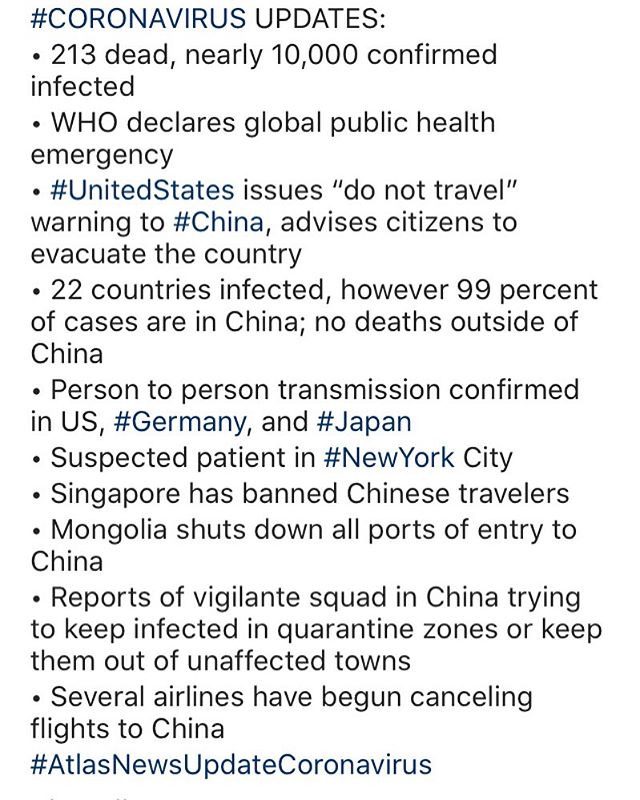 #CORONAVIRUS UPDATES:
• 213 dead, nearly 10,000 confirmed
infected
• WHO declares global public health
emergency
• #UnitedStates issues “do not travel”
warning to #China, advises citizens to
evacuate the country
• 22 countries infected, however 99 percent
of cases are in China; no deaths outside of
China
• Person to person transmission confirmed
in US, #Germany, and #Japan
• Suspected patient in #NewYork City
• Singapore has banned Chinese travelers
• Mongolia shuts down all ports of entry to
China
• Reports of vigilante squad in China trying
to keep infected in quarantine zones or keep
them out of unaffected towns
• Several airlines have begun canceling
flights to China
#AtlasNewsUpdateCoronavirus